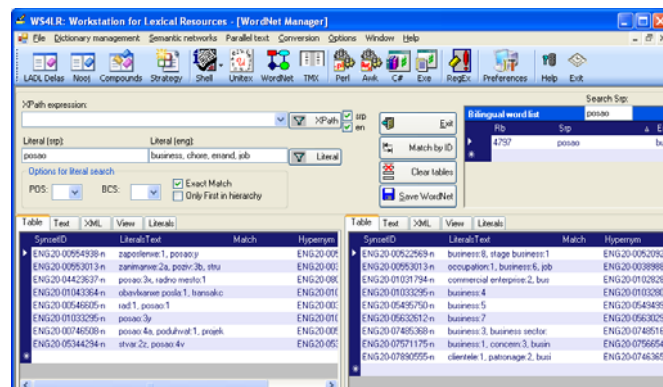 WS4LR: Workstation for Lexical Resources - [WordNet Manager]
File Dictionary management Semantic networks Parallel text Conversion Options Window Help
LADL Delas Nooj Compounds Strategy Shell Unitex WordNet TMX Perl Awk C# Exe RegEx Preferences Help Exit
XPath expression:
Search Srp:
XPath srp
en
Exit
Bilingual word list
posao
Rb Srp
4797 posao
Literal (srp): Literal (eng):
posao business, chore, errand, job Literal
Match by ID
Clear tables
Save WordNet
Options for literal search
POS: BCS: Exact Match
Only First in hierarchy
Table Text XML View Literals Table Text XML View Literals
SynsetID LiteralsText Match Hypernym SynsetID LiteralsText Match Hypernym
ENG20-00554938-n zaposlenje:1, posao:y ENG20-00522569-n business:8, stage business:1
ENG20-00553013-n zanimanje:2a, poziv:3b, stru ENG20-00553013-n occupation:1, business:6, job
ENG20-04423637-n posao:3x, radno mesto:1 ENG20-01031794-n commercial enterprise:2, bus
ENG20-01043364-n obavljanje posla:1, transakc ENG20-01033295-n business:4
ENG20-00546605-n rad:1, posao:1 ENG20-05495750-n business:5
ENG20-01033295-n posao:3y ENG20-05632612-n business:7
ENG20-00746508-n posao:4a, poduhvat:1, projek ENG20-07485368-n business:3, business sector:
ENG20-05344294-n stvar:2z, posao:4v ENG20-07571175-n business:1, concern:3, busin
ENG20-07890555-n clientele:1, patronage:2, busi